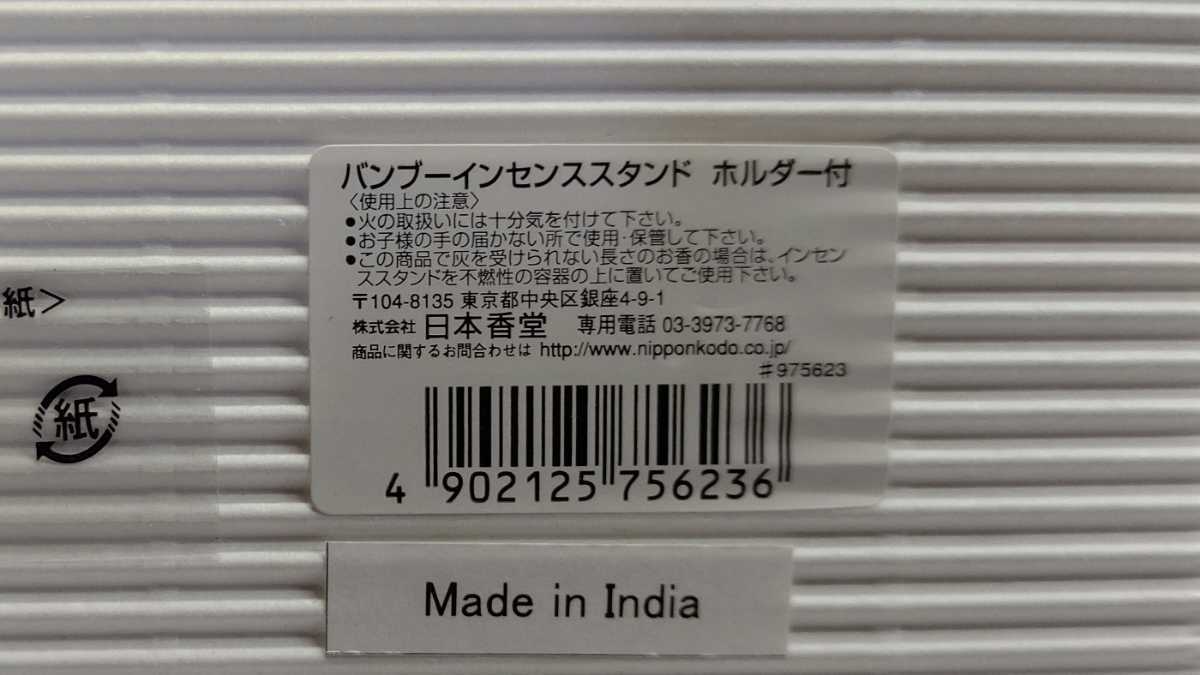 バンブーインセンススタンド ホルダー付
〈使用上の注意〉
●火の取扱いには十分気を付けて下さい。
●お子様の手の届かない所で使用・保管して下さい。
●この商品で灰を受けられない長さのお香の場合は、インセン
ススタンドを不燃性の容器の上に置いてご使用下さい。
〒104-8135 東京都中央区銀座4-9-1
株式会社 日本香堂 専用電話 03-3973-7768
商品に関するお問合わせは http://www.nipponkodo.co.jp/
#975623
4 902125 756236
Made in India
紙〉
紙